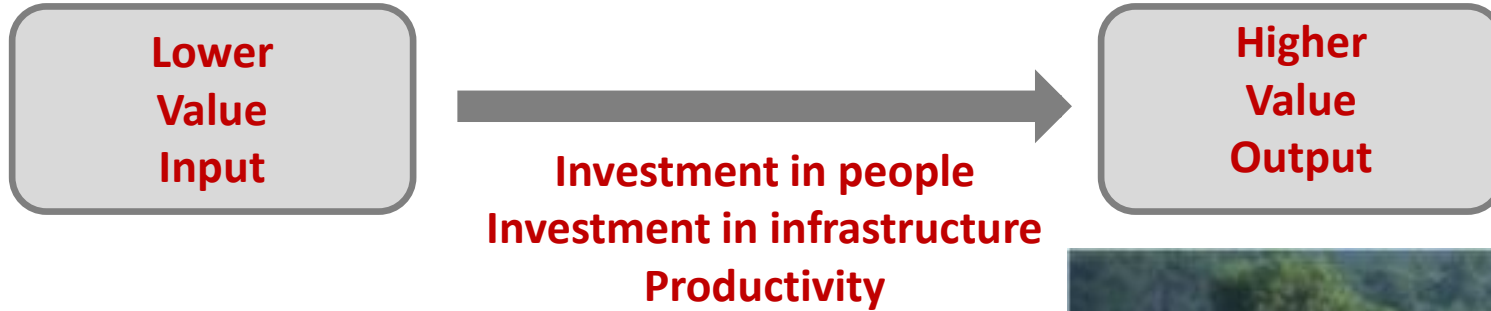 Lower
Value
Input
Investment in people
Investment in infrastructure
Productivity
Higher
Value
Output